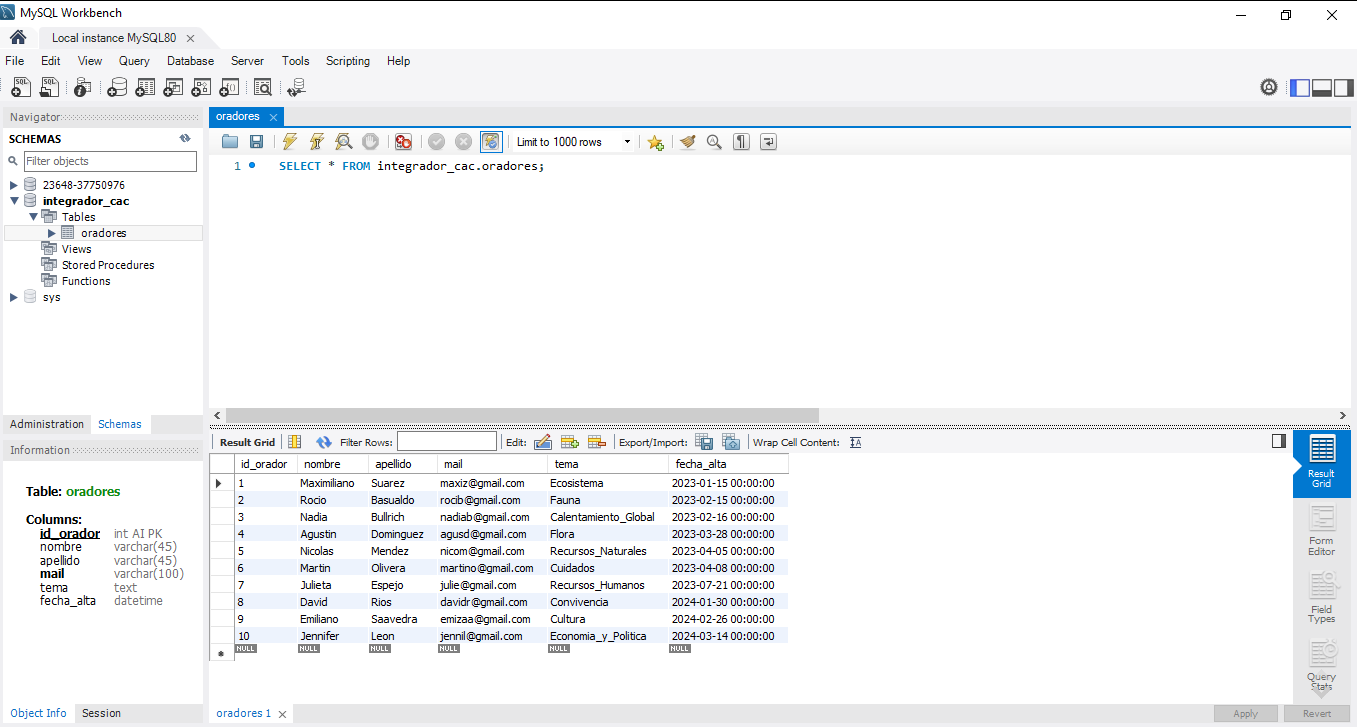 MySQL Workbench
Local instance MySQL80
File Edit View Query Database Server Tools Scripting Help
Navigator
SCHEMAS
Filter objects
23648-37750976
integrador_cac
Tables
oradores
Views
Stored Procedures
Functions
sys
Administration Schemas
Information
Table: oradores
Columns:
id_orador int AI PK
nombre varchar(45)
apellido varchar(45)
mail varchar(100)
tema text
fecha_alta datetime
Object Info Session
oradores
Limit to 1000 rows
1 SELECT * FROM integrador_cac.oradores;
Result Grid Filter Rows: Edit: Export/Import: Wrap Cell Content:
id_orador nombre apellido mail tema fecha_alta
1 Maximiliano Suarez maxiz@gmail.com Ecosistema 2023-01-15 00:00:00
2 Rocio Basualdo rocib@gmail.com Fauna 2023-02-15 00:00:00
3 Nadia Bullrich nadiab@gmail.com Calentamiento_Global 2023-02-16 00:00:00
4 Agustin Dominguez agusd@gmail.com Flora 2023-03-28 00:00:00
5 Nicolas Mendez nicom@gmail.com Recursos_Naturales 2023-04-05 00:00:00
6 Martin Olivera martino@gmail.com Cuidados 2023-04-08 00:00:00
7 Julieta Espejo julie@gmail.com Recursos_Humanos 2023-07-21 00:00:00
8 David Rios davidr@gmail.com Convivencia 2024-01-30 00:00:00
9 Emiliano Saavedra emizaa@gmail.com Cultura 2024-02-26 00:00:00
10 Jennifer Leon jennil@gmail.com Economia_y_Politica 2024-03-14 00:00:00
NULL NULL NULL NULL NULL NULL
Result
Grid
Form
Editor
Field
Types
Query
Stats
oradores 1
Apply Revert